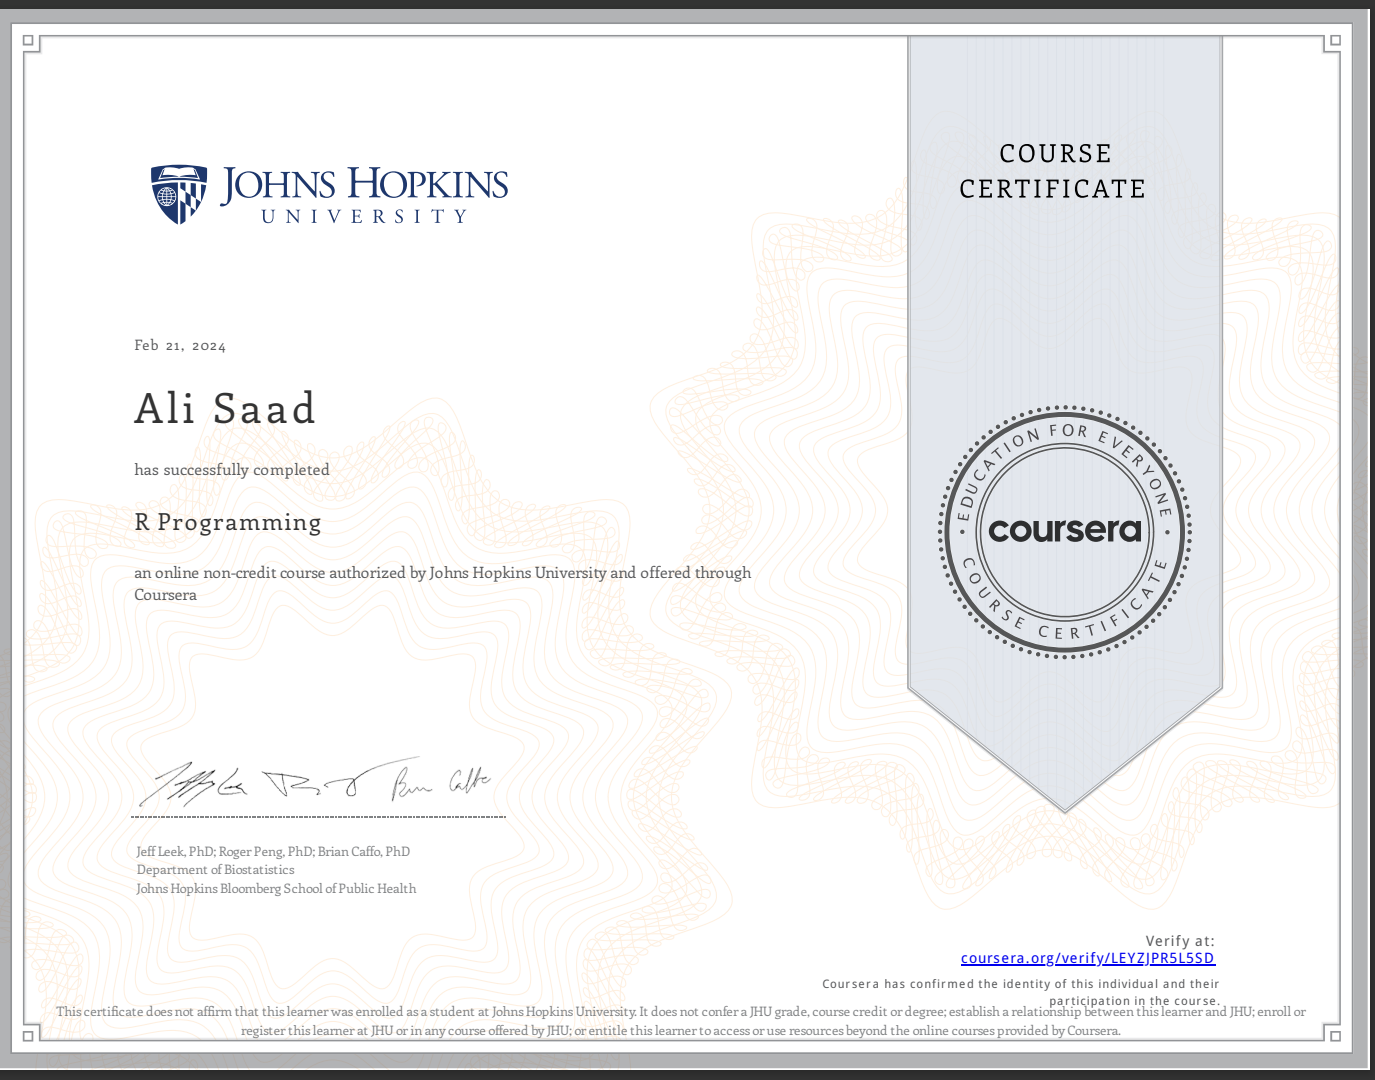 JOHNS HOPKINS
UNIVERSITY
COURSE
CERTIFICATE
Feb 21, 2024
Ali Saad
has successfully completed
R Programming
an online non-credit course authorized by Johns Hopkins University and offered through
Coursera
EDUCATION FOR EVERYONE
coursera
COURSE CERTIFICATE
Jeff Leek, PhD; Roger Peng, PhD; Brian Caffo, PhD
Department of Biostatistics
Johns Hopkins Bloomberg School of Public Health
Verify at:
coursera.org/verify/LEYZJPR5L5SD
Coursera has confirmed the identity of this individual and their
participation in the course.
This certificate does not affirm that this learner was enrolled as a student at Johns Hopkins University. It does not confer a JHU grade, course credit or degree; establish a relationship between this learner and JHU; enroll or
register this learner at JHU or in any course offered by JHU; or entitle this learner to access or use resources beyond the online courses provided by Coursera.